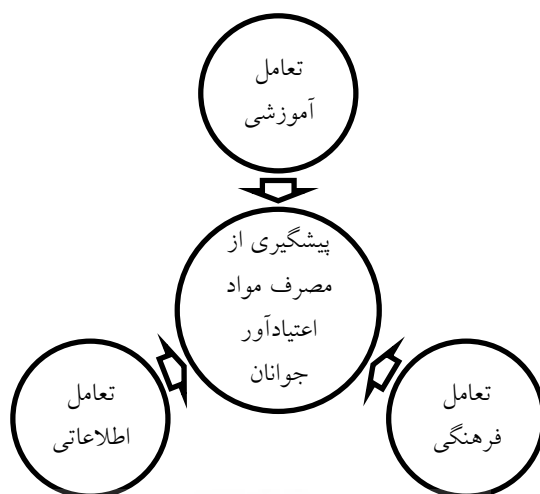 تعامل
آموزشی
پیشگیری از
مصرف مواد
اعتیادآور
جوانان
تعامل
فرهنگی
تعامل
اطلاعاتی